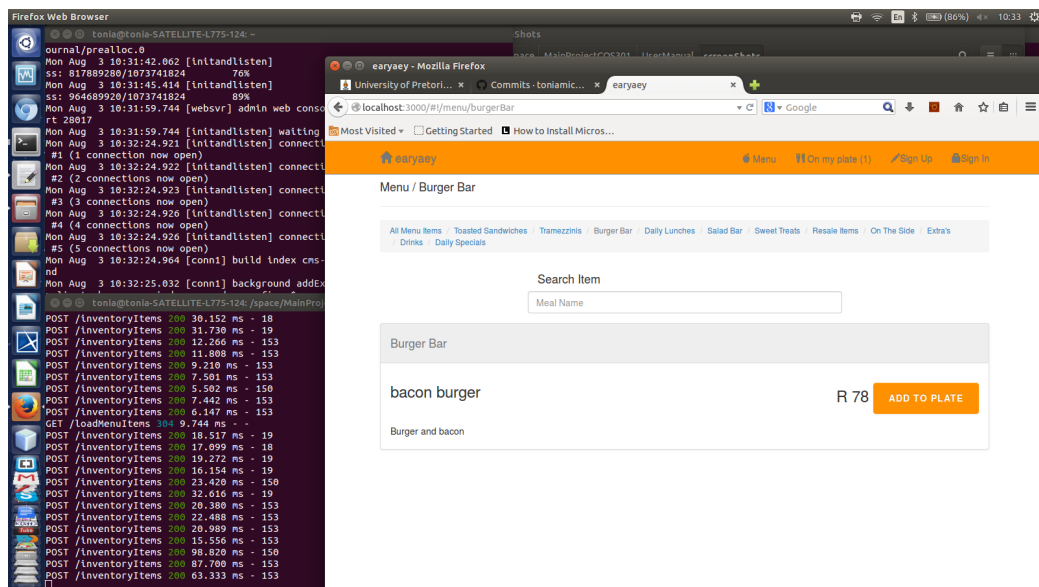 Firefox Web Browser
En
(86%)
10:33
tonia@tonia-SATELLITE-L775-124: ~
ournal/prealloc.0
Mon Aug 3 10:31:42.062 [initandlisten]
ss: 817889280/1073741824 76%
Mon Aug 3 10:31:45.414 [initandlisten]
ss: 964689920/1073741824 89%
Mon Aug 3 10:31:59.744 [websvr] admin web conso
rt 28017
Mon Aug 3 10:31:59.744 [initandlisten] waiting
Mon Aug 3 10:32:24.921 [initandlisten] connecti
#1 (1 connection now open)
Mon Aug 3 10:32:24.922 [initandlisten] connecti
#2 (2 connections now open)
Mon Aug 3 10:32:24.923 [initandlisten] connecti
#3 (3 connections now open)
Mon Aug 3 10:32:24.926 [initandlisten] connecti
#4 (4 connections now open)
Mon Aug 3 10:32:24.926 [initandlisten] connecti
#5 (5 connections now open)
Mon Aug 3 10:32:24.964 [conn1] build index cms-
nd
Mon Aug 3 10:32:25.032 [conn1] background addEx
tonia@tonia-SATELLITE-L775-124: /space/MainProj
POST /inventoryItems 200 30.152 ms - 18
POST /inventoryItems 200 31.730 ms - 19
POST /inventoryItems 200 12.266 ms - 153
POST /inventoryItems 200 11.808 ms - 153
POST /inventoryItems 200 9.210 ms - 153
POST /inventoryItems 200 7.501 ms - 153
POST /inventoryItems 200 5.502 ms - 150
POST /inventoryItems 200 7.442 ms - 153
POST /inventoryItems 200 6.147 ms - 153
GET /loadMenuItems 304 9.744 ms - -
POST /inventoryItems 200 18.517 ms - 19
POST /inventoryItems 200 17.099 ms - 18
POST /inventoryItems 200 19.272 ms - 19
POST /inventoryItems 200 16.154 ms - 19
POST /inventoryItems 200 23.420 ms - 150
POST /inventoryItems 200 32.616 ms - 19
POST /inventoryItems 200 20.380 ms - 153
POST /inventoryItems 200 22.488 ms - 153
POST /inventoryItems 200 20.989 ms - 153
POST /inventoryItems 200 15.556 ms - 153
POST /inventoryItems 200 98.820 ms - 150
POST /inventoryItems 200 87.700 ms - 153
POST /inventoryItems 200 63.333 ms - 153
Shots
pace MainProjectCOS301 UserManual screenShots
earyaey - Mozilla Firefox
University of Pretori... Commits · toniamic... earyaey
localhost:3000/#!/menu/burgerBar
Google
Most Visited Getting Started How to Install Micros...
earyaey
Menu On my plate (1) Sign Up Sign In
Menu / Burger Bar
All Menu Items / Toasted Sandwiches / Tramezzinis / Burger Bar / Daily Lunches / Salad Bar / Sweet Treats / Resale Items / On The Side / Extra's
/ Drinks / Daily Specials
Search Item
Meal Name
Burger Bar
bacon burger
R 78
ADD TO PLATE
Burger and bacon